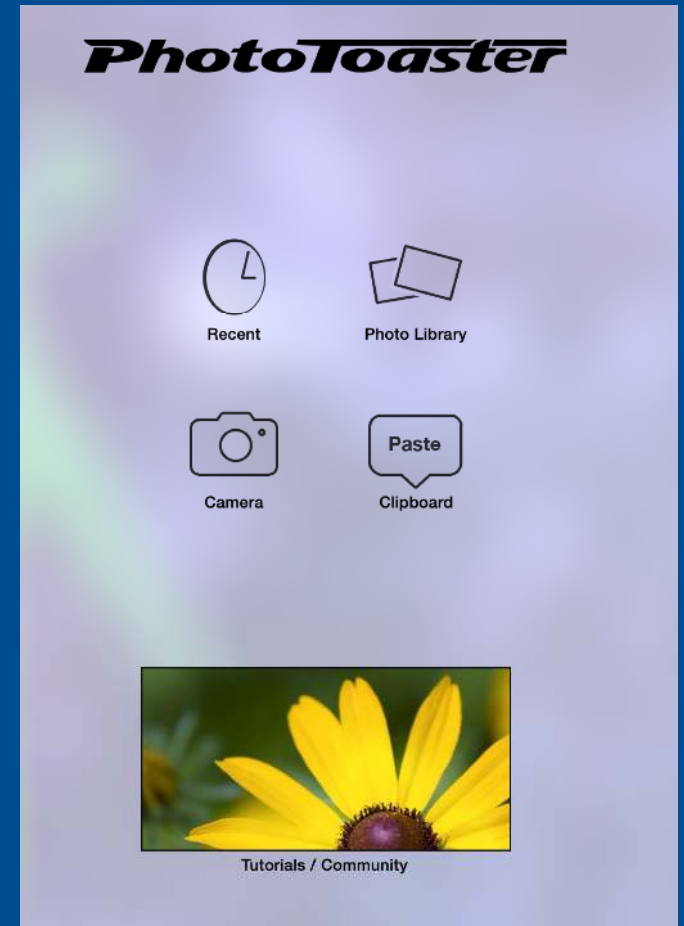 PhotoToaster
Recent
Photo Library
Paste
Camera
Clipboard
Tutorials / Community